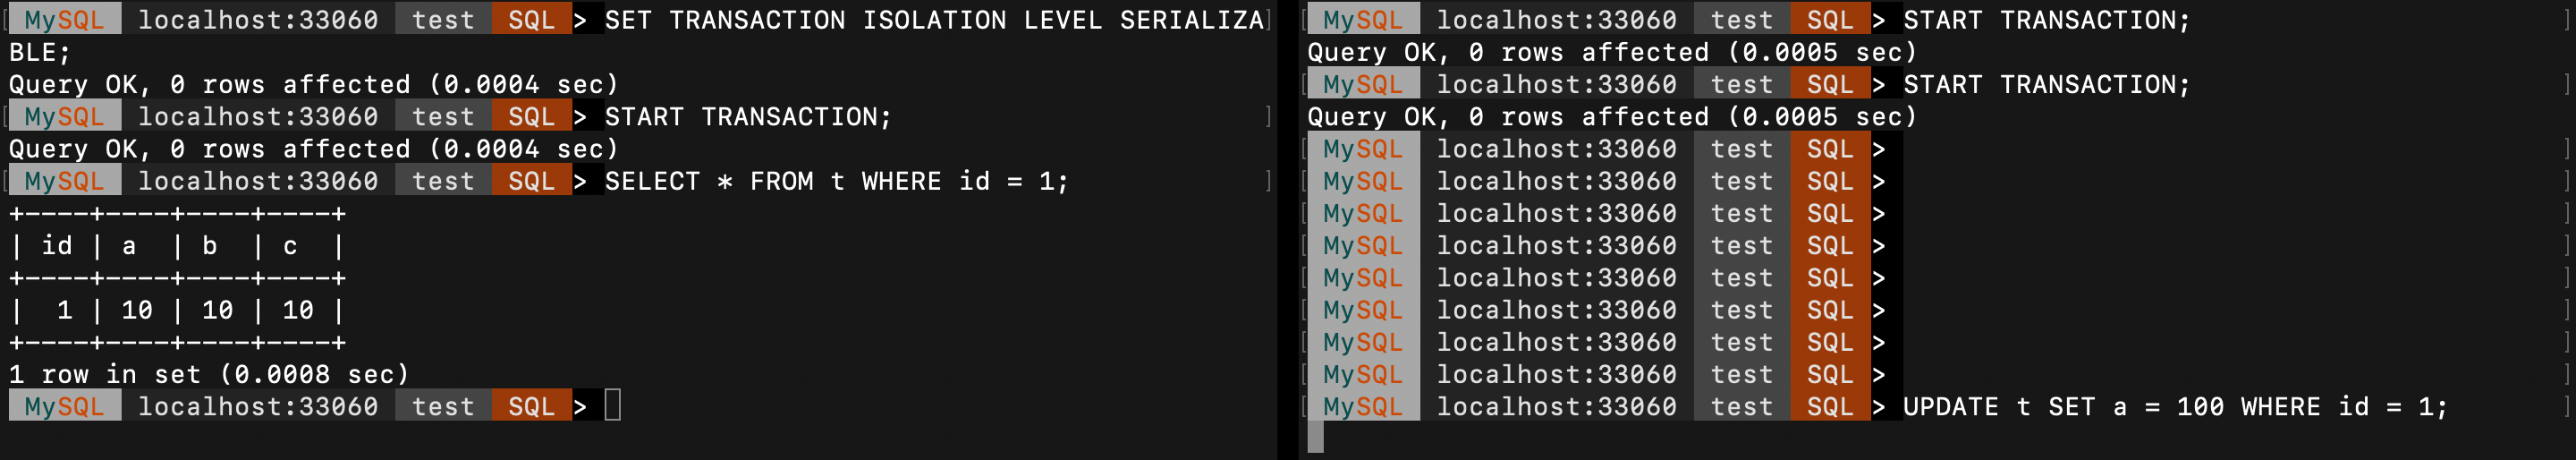 MySQL localhost:33060 test SQL > SET TRANSACTION ISOLATION LEVEL SERIALIZA
BLE;
Query OK, 0 rows affected (0.0004 sec)
MySQL localhost:33060 test SQL > START TRANSACTION;
Query OK, 0 rows affected (0.0004 sec)
MySQL localhost:33060 test SQL > SELECT * FROM t WHERE id = 1;
+----+----+----+----+
| id | a  | b  | c  |
+----+----+----+----+
|  1 | 10 | 10 | 10 |
+----+----+----+----+
1 row in set (0.0008 sec)
MySQL localhost:33060 test SQL >
MySQL localhost:33060 test SQL > START TRANSACTION;
Query OK, 0 rows affected (0.0005 sec)
MySQL localhost:33060 test SQL > START TRANSACTION;
Query OK, 0 rows affected (0.0005 sec)
MySQL localhost:33060 test SQL >
MySQL localhost:33060 test SQL >
MySQL localhost:33060 test SQL >
MySQL localhost:33060 test SQL >
MySQL localhost:33060 test SQL >
MySQL localhost:33060 test SQL >
MySQL localhost:33060 test SQL >
MySQL localhost:33060 test SQL >
MySQL localhost:33060 test SQL > UPDATE t SET a = 100 WHERE id = 1;